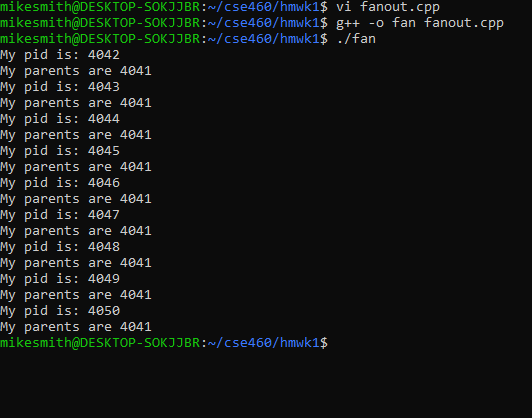 mikesmith@DESKTOP-SOKJJBR:~/cse460/hmwk1$ vi fanout.cpp
mikesmith@DESKTOP-SOKJJBR:~/cse460/hmwk1$ g++ -o fan fanout.cpp
mikesmith@DESKTOP-SOKJJBR:~/cse460/hmwk1$ ./fan
My pid is: 4042
My parents are 4041
My pid is: 4043
My parents are 4041
My pid is: 4044
My parents are 4041
My pid is: 4045
My parents are 4041
My pid is: 4046
My parents are 4041
My pid is: 4047
My parents are 4041
My pid is: 4048
My parents are 4041
My pid is: 4049
My parents are 4041
My pid is: 4050
My parents are 4041
mikesmith@DESKTOP-SOKJJBR:~/cse460/hmwk1$